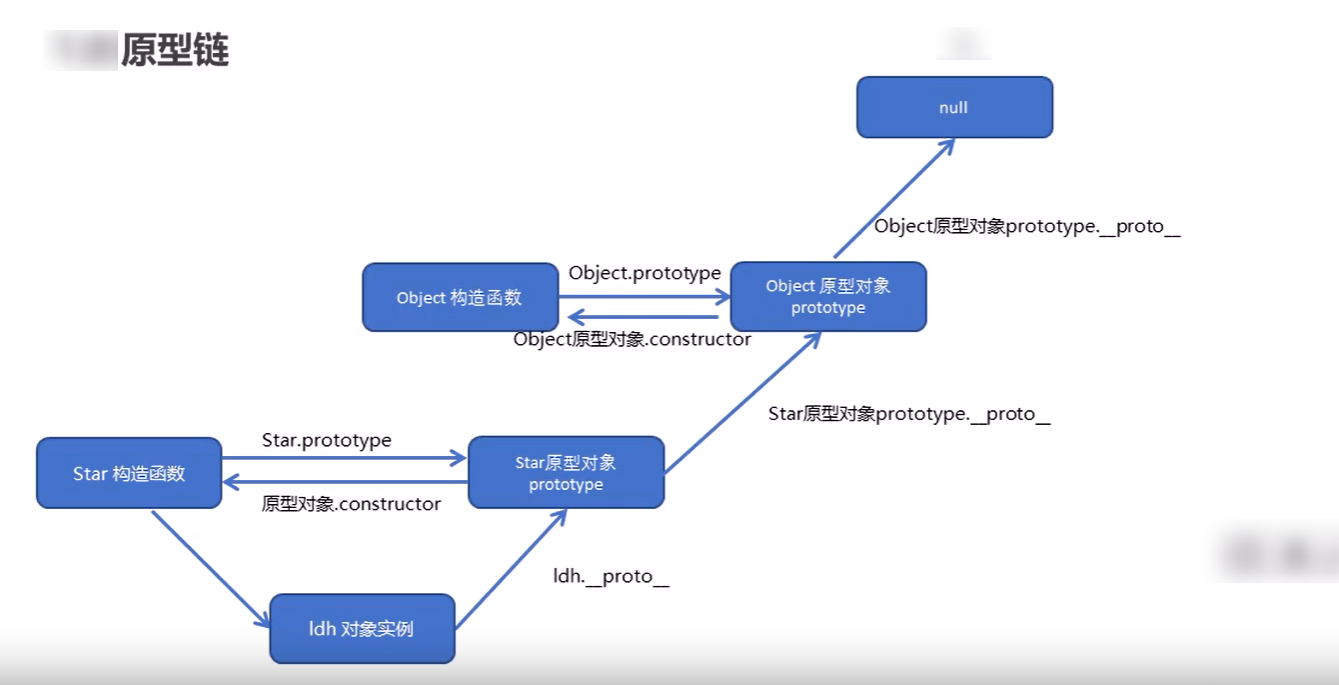 原型链
null
Object原型对象prototype.__proto__
Object.prototype
Object 构造函数
Object 原型对象
prototype
Object原型对象.constructor
Star原型对象prototype.__proto__
Star.prototype
Star 构造函数
Star原型对象
prototype
原型对象.constructor
ldh.__proto__
ldh 对象实例